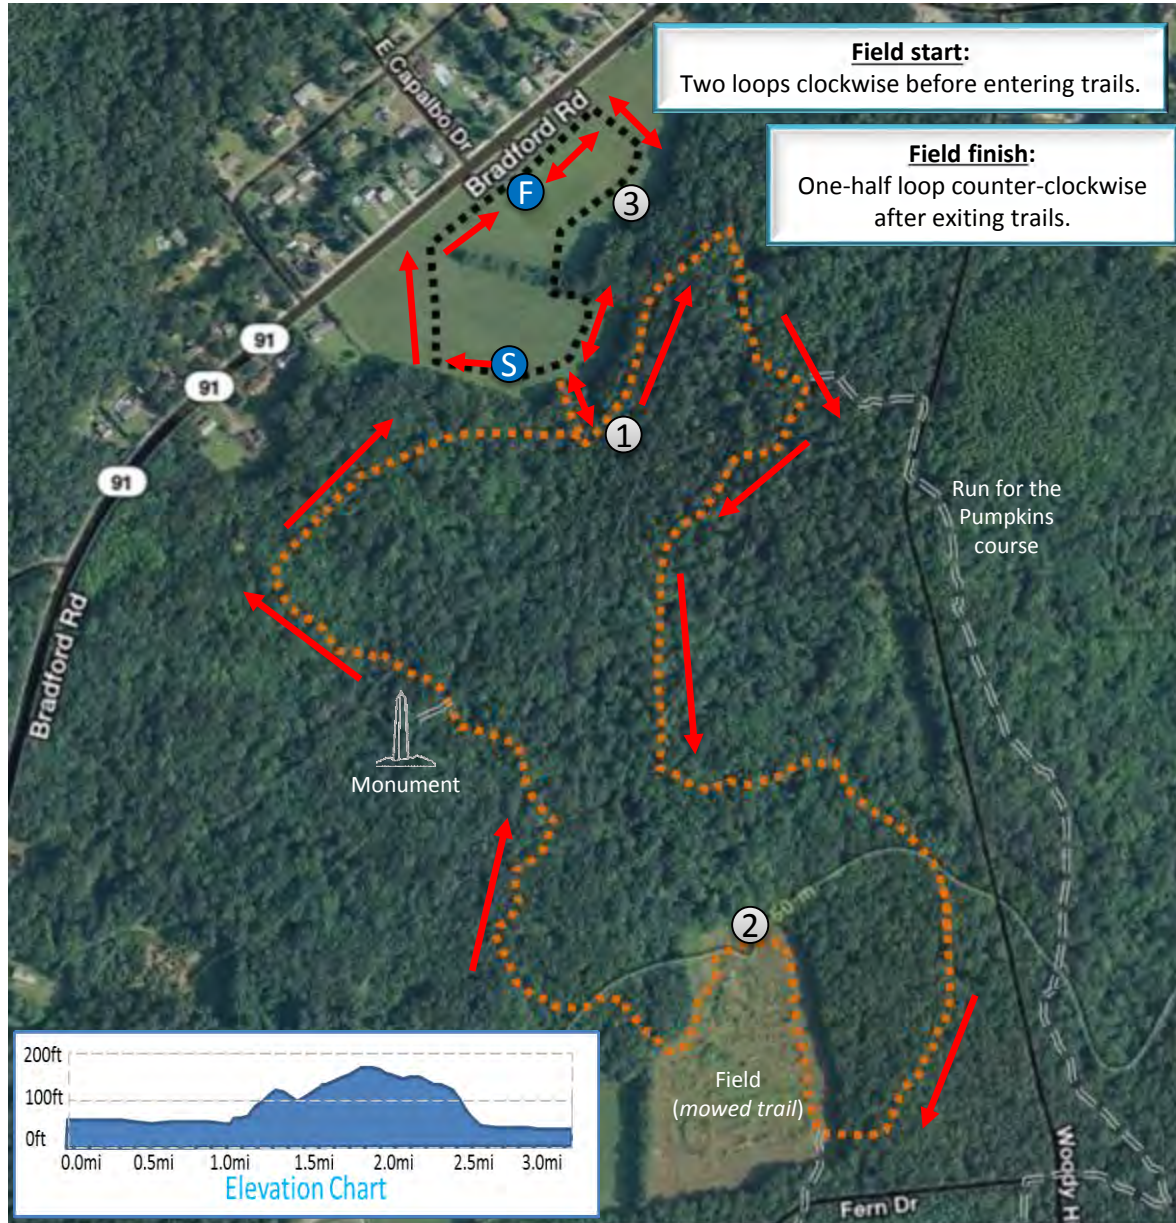 Field start:
Two loops clockwise before entering trails.
Field finish:
One-half loop counter-clockwise
after exiting trails.
E Capalbo Dr
Bradford Rd
F
3
91
S
91
1
91
Run for the
Pumpkins
course
Bradford Rd
Monument
2
60 m
Field
(mowed trail)
Woody H
Fern Dr
200ft
100ft
0ft
0.0mi 0.5mi 1.0mi 1.5mi 2.0mi 2.5mi 3.0mi
Elevation Chart